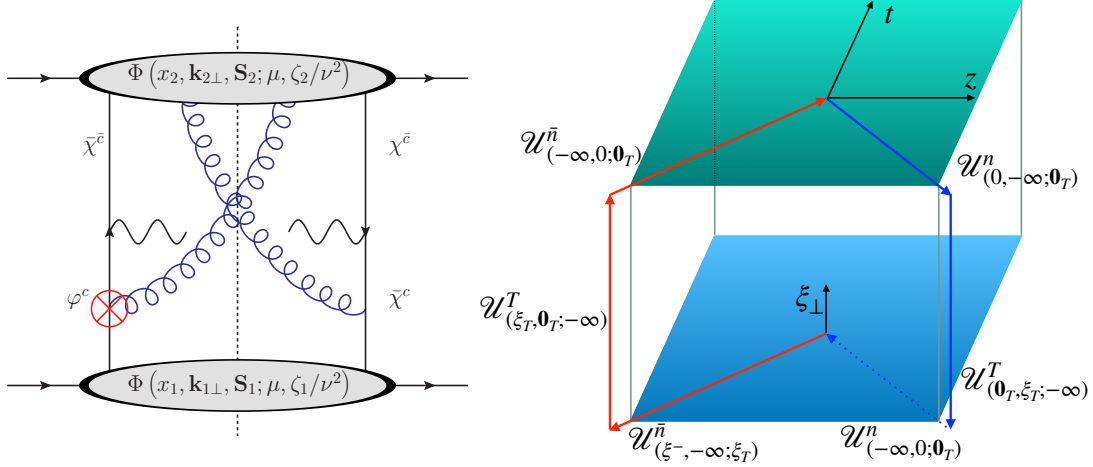 Φ (x₂, k₂⊥, S₂; μ, ζ₂/ν²)
χ̄^c̄
χ^c̄
φ^c
χ̄^c
Φ (x₁, k₁⊥, S₁; μ, ζ₁/ν²)
t
z
𝒰^n̄_(−∞,0;𝟎_T)
𝒰^n_(0,−∞;𝟎_T)
ξ⊥
𝒰^T_(ξ_T,𝟎_T;−∞)
𝒰^T_(𝟎_T,ξ_T;−∞)
𝒰^n̄_(ξ⁻,−∞;ξ_T)
𝒰^n_(−∞,0;𝟎_T)